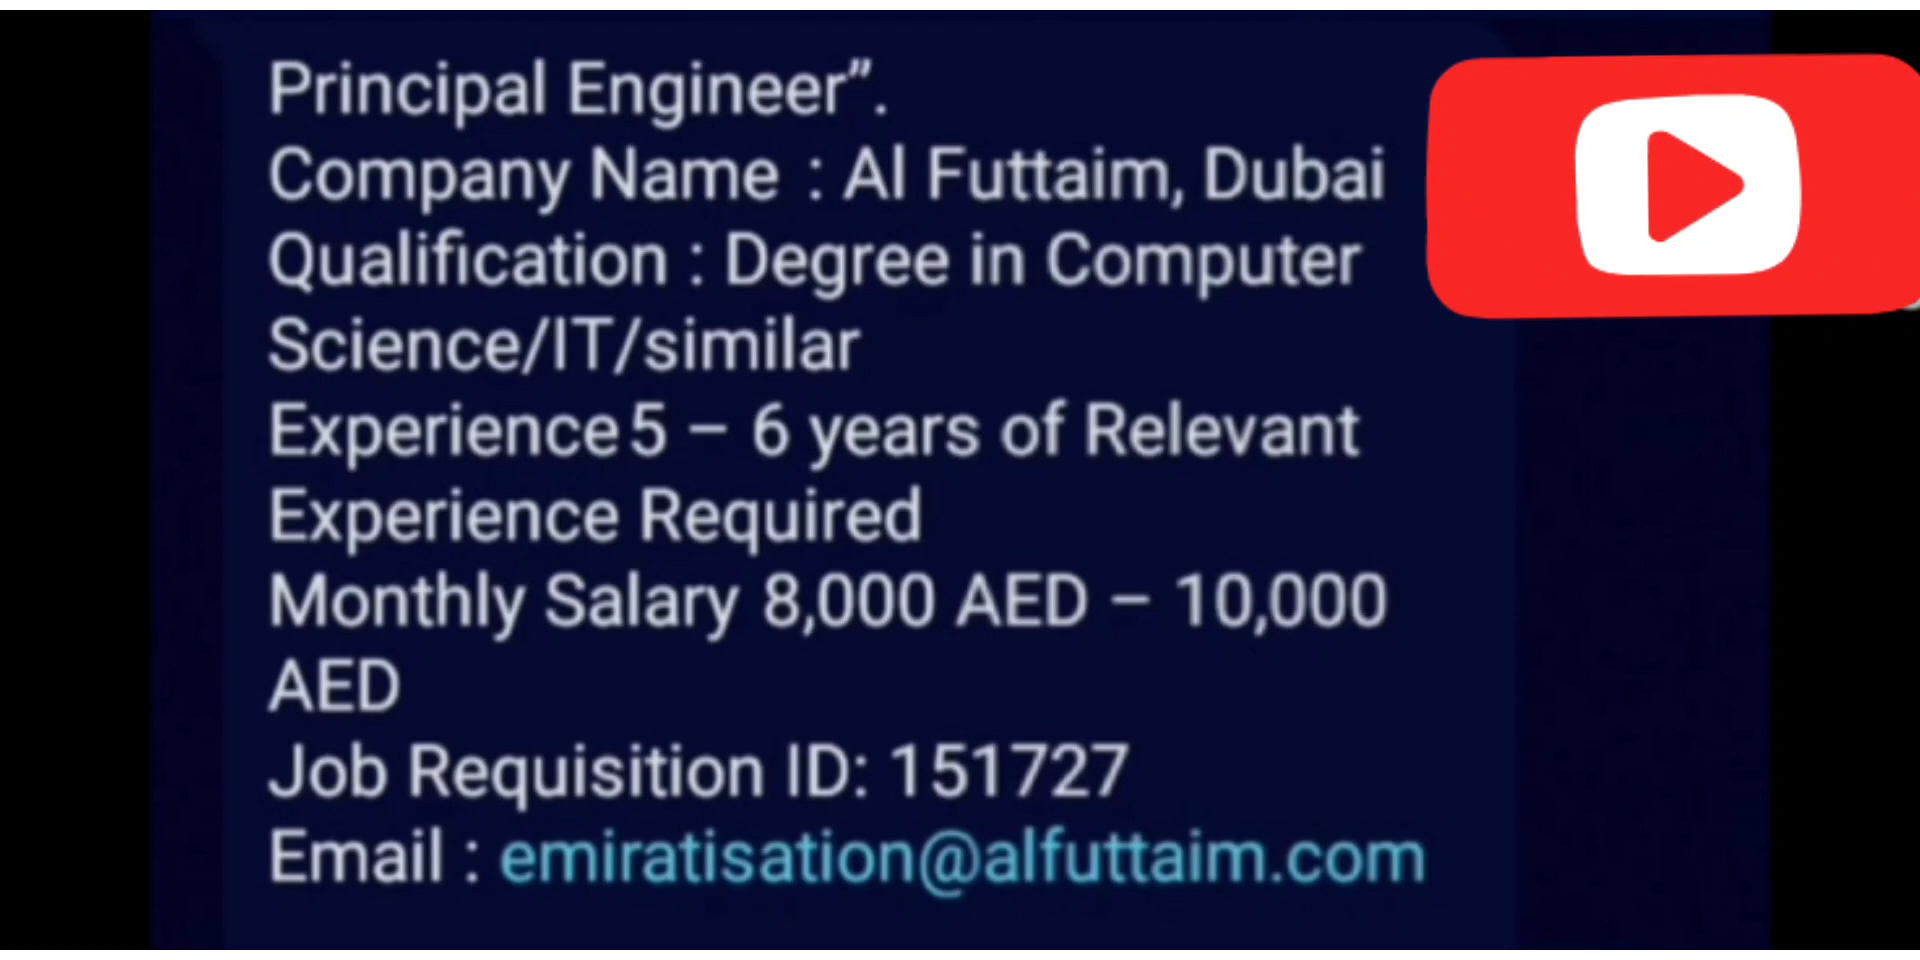 Principal Engineer”.
Company Name : Al Futtaim, Dubai
Qualification : Degree in Computer
Science/IT/similar
Experience 5 – 6 years of Relevant
Experience Required
Monthly Salary 8,000 AED – 10,000
AED
Job Requisition ID: 151727
Email : emiratisation@alfuttaim.com